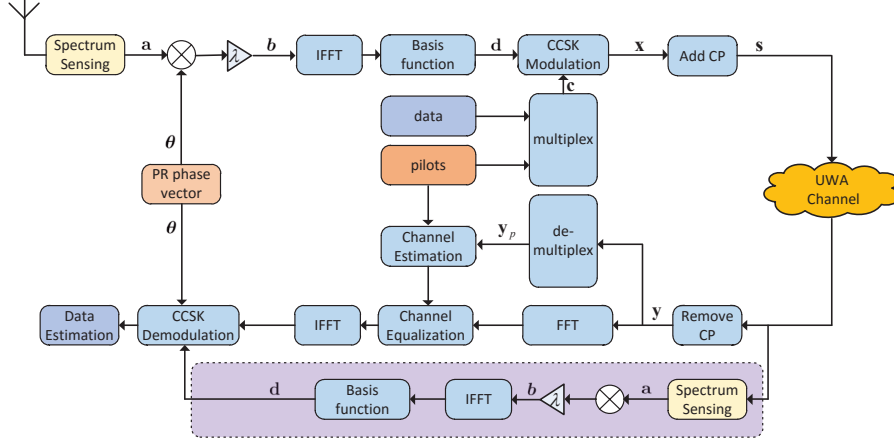 Spectrum
Sensing
a
λ
b
IFFT
Basis
function
d
CCSK
Modulation
x
Add CP
s
c
data
multiplex
θ
pilots
PR phase
vector
UWA
Channel
θ
Channel
Estimation
y p
de-
multiplex
Data
Estimation
CCSK
Demodulation
IFFT
Channel
Equalization
FFT
y
Remove
CP
d
Basis
function
IFFT
b
λ
a
Spectrum
Sensing